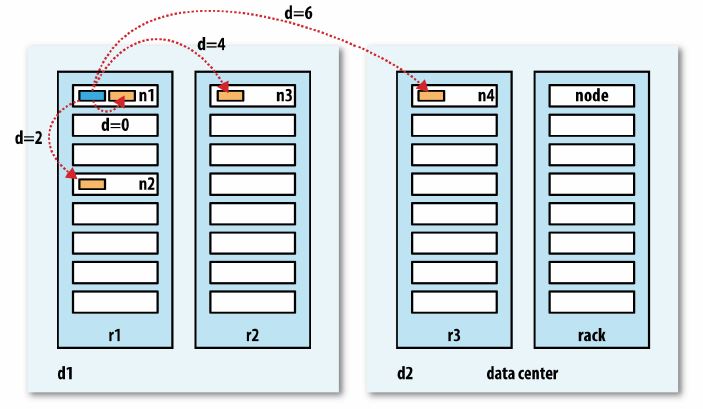 d=6
d=4
n1
n3
n4
node
d=0
d=2
n2
r1
r2
r3
rack
d1
d2
data center